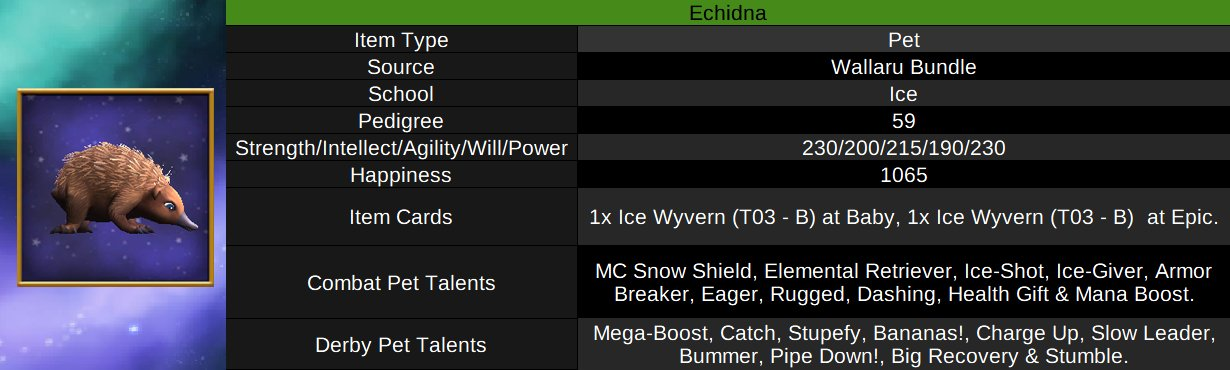 Echidna
Item Type Pet
Source Wallaru Bundle
School Ice
Pedigree 59
Strength/Intellect/Agility/Will/Power 230/200/215/190/230
Happiness 1065
Item Cards 1x Ice Wyvern (T03 - B) at Baby, 1x Ice Wyvern (T03 - B)  at Epic.
Combat Pet Talents
MC Snow Shield, Elemental Retriever, Ice-Shot, Ice-Giver, Armor
Breaker, Eager, Rugged, Dashing, Health Gift & Mana Boost.
Derby Pet Talents
Mega-Boost, Catch, Stupefy, Bananas!, Charge Up, Slow Leader,
Bummer, Pipe Down!, Big Recovery & Stumble.